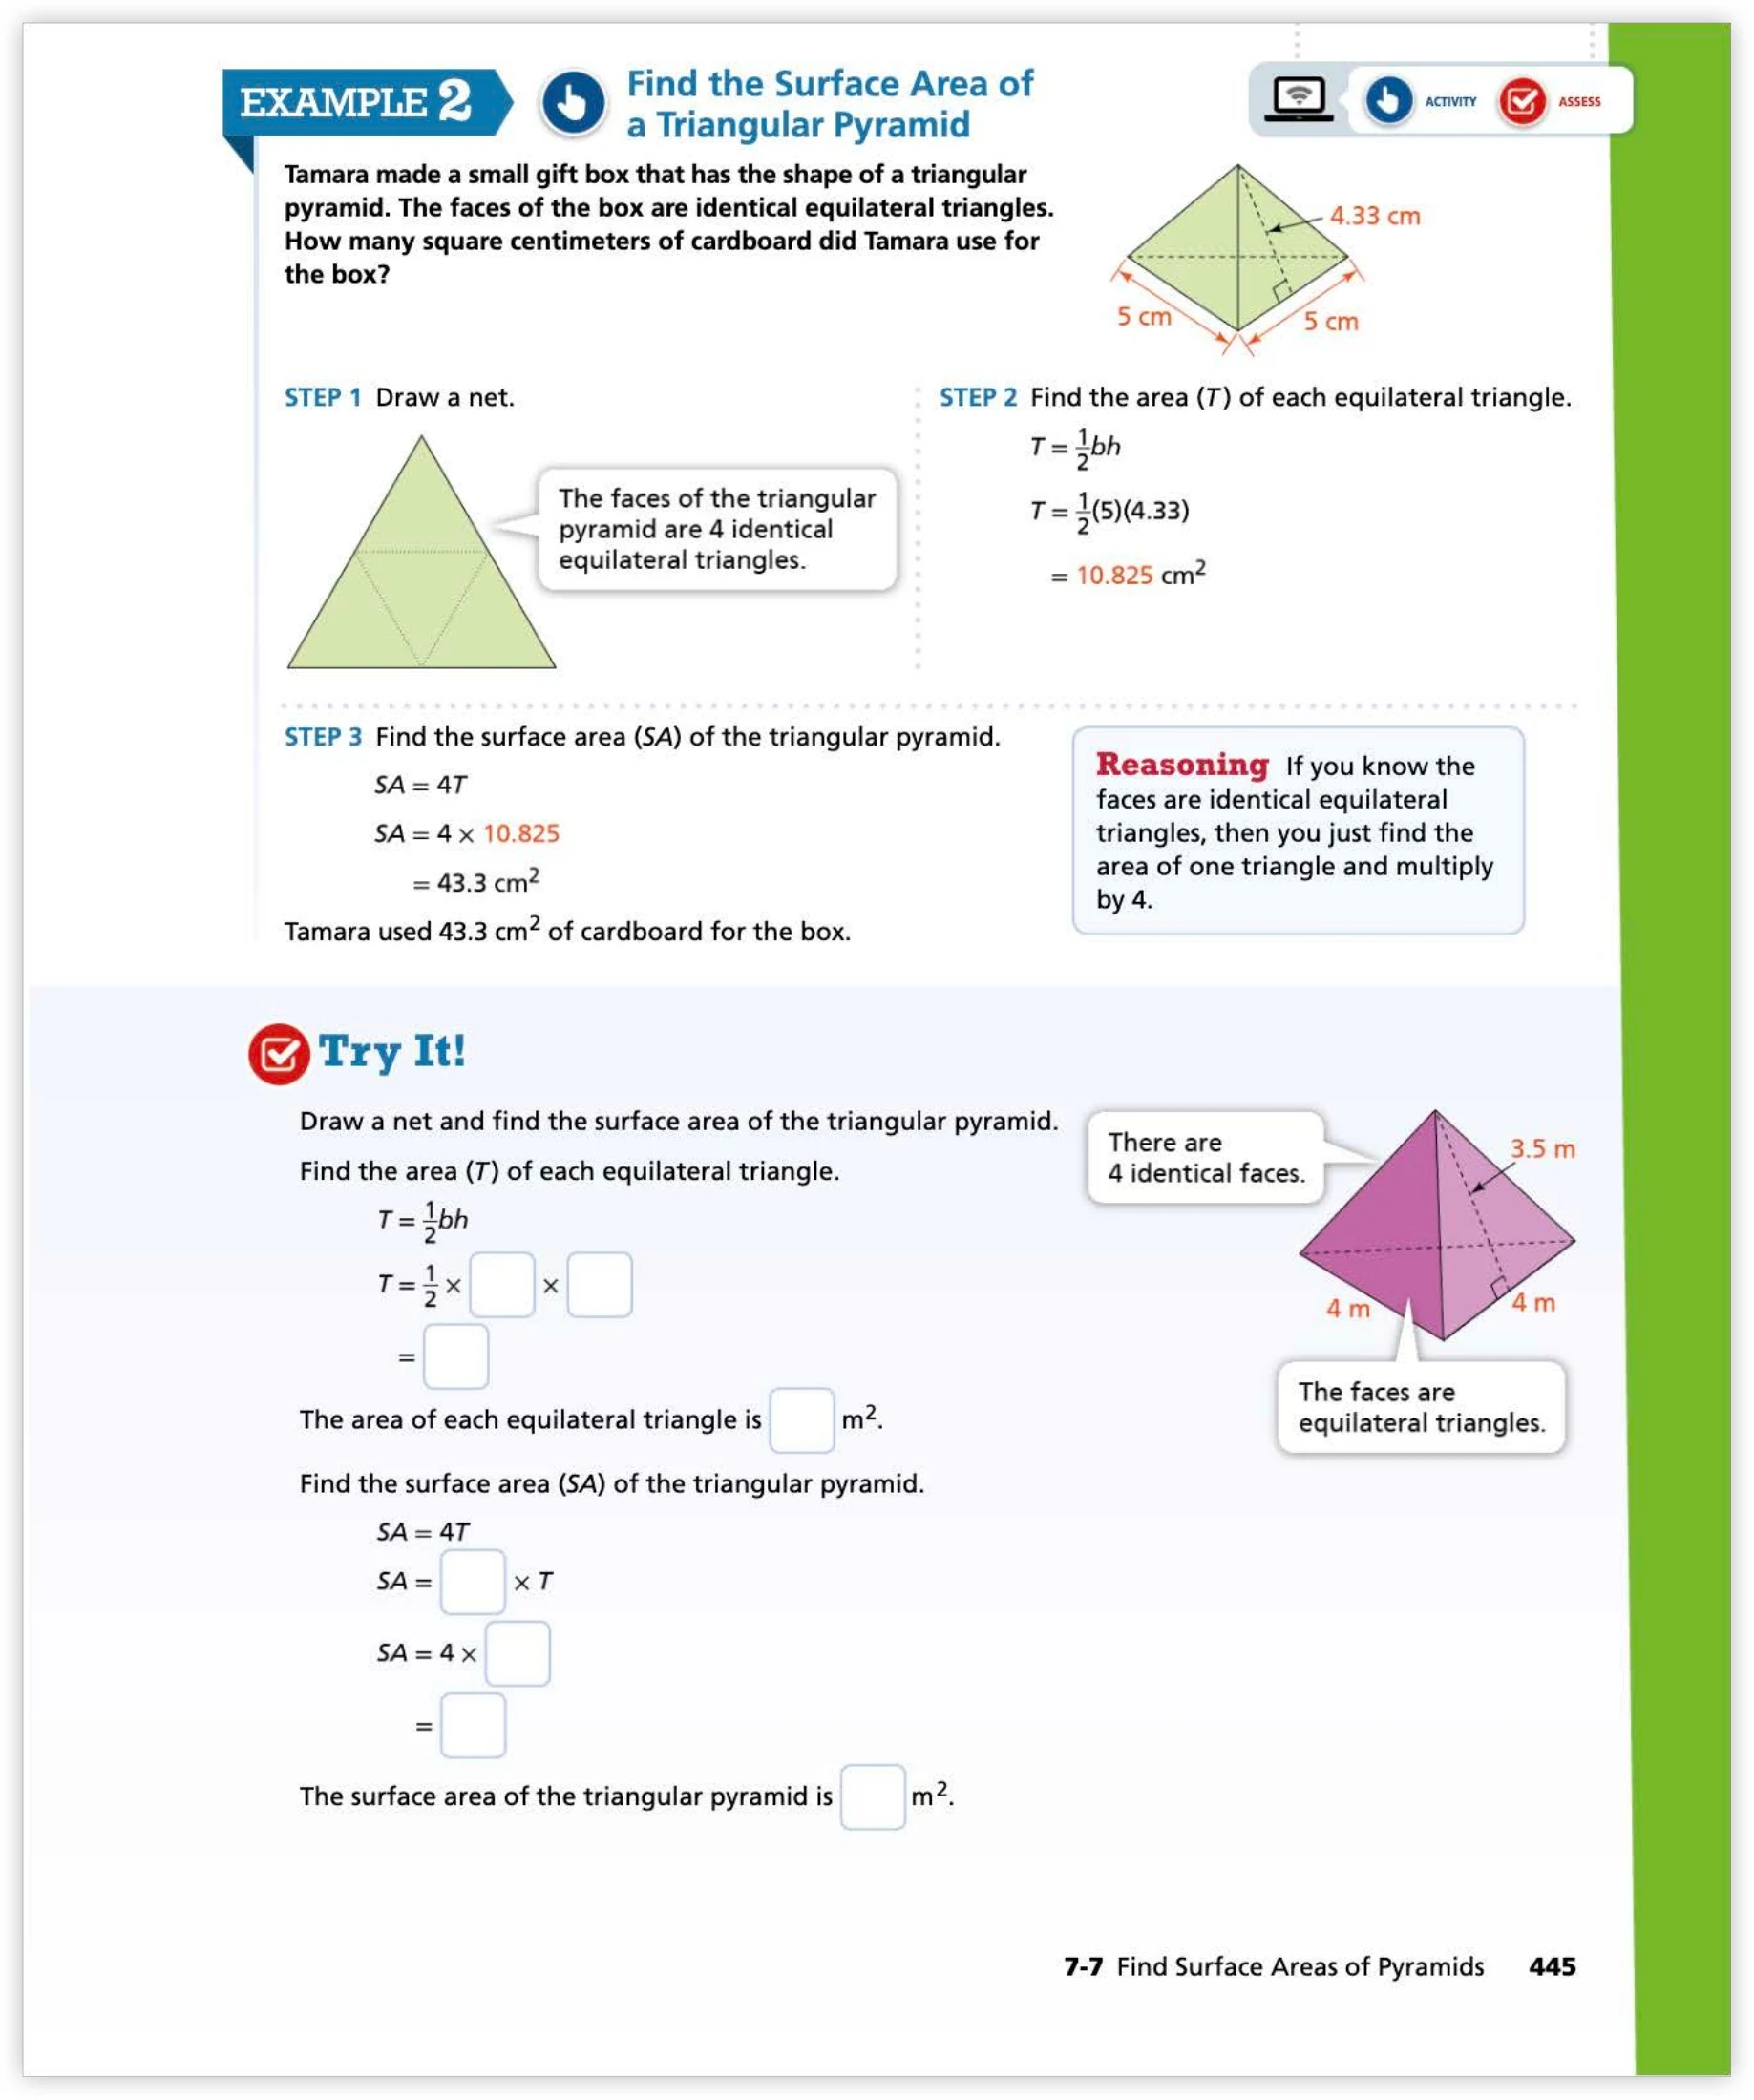 EXAMPLE 2
Find the Surface Area of
a Triangular Pyramid
ACTIVITY
ASSESS
Tamara made a small gift box that has the shape of a triangular
pyramid. The faces of the box are identical equilateral triangles.
How many square centimeters of cardboard did Tamara use for
the box?
4.33 cm
5 cm
5 cm
STEP 1 Draw a net.
The faces of the triangular
pyramid are 4 identical
equilateral triangles.
STEP 2 Find the area (T) of each equilateral triangle.
T = 1/2 bh
T = 1/2 (5)(4.33)
= 10.825 cm²
STEP 3 Find the surface area (SA) of the triangular pyramid.
SA = 4T
SA = 4 × 10.825
= 43.3 cm²
Tamara used 43.3 cm² of cardboard for the box.
Reasoning If you know the
faces are identical equilateral
triangles, then you just find the
area of one triangle and multiply
by 4.
Try It!
Draw a net and find the surface area of the triangular pyramid.
Find the area (T) of each equilateral triangle.
T = 1/2 bh
T = 1/2 × ×
=
The area of each equilateral triangle is m².
Find the surface area (SA) of the triangular pyramid.
SA = 4T
SA = × T
SA = 4 ×
=
The surface area of the triangular pyramid is m².
There are
4 identical faces.
3.5 m
4 m
4 m
The faces are
equilateral triangles.
7-7 Find Surface Areas of Pyramids 445